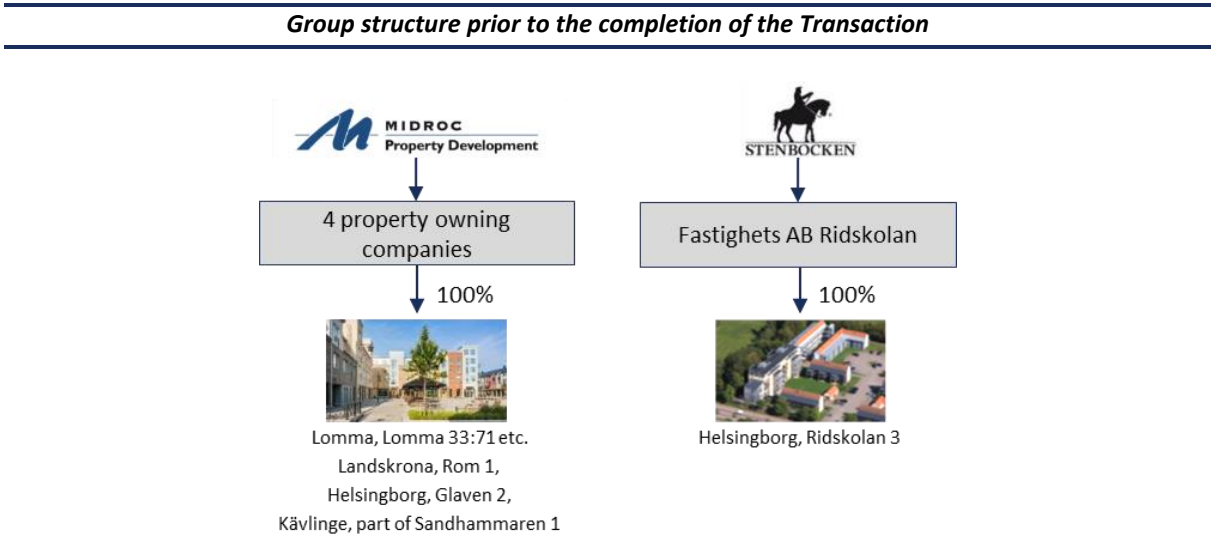 Group structure prior to the completion of the Transaction
MIDROC
Property Development
STENBOCKEN
4 property owning
companies
Fastighets AB Ridskolan
100%
100%
Lomma, Lomma 33:71 etc.
Landskrona, Rom 1,
Helsingborg, Glaven 2,
Kävlinge, part of Sandhammaren 1
Helsingborg, Ridskolan 3